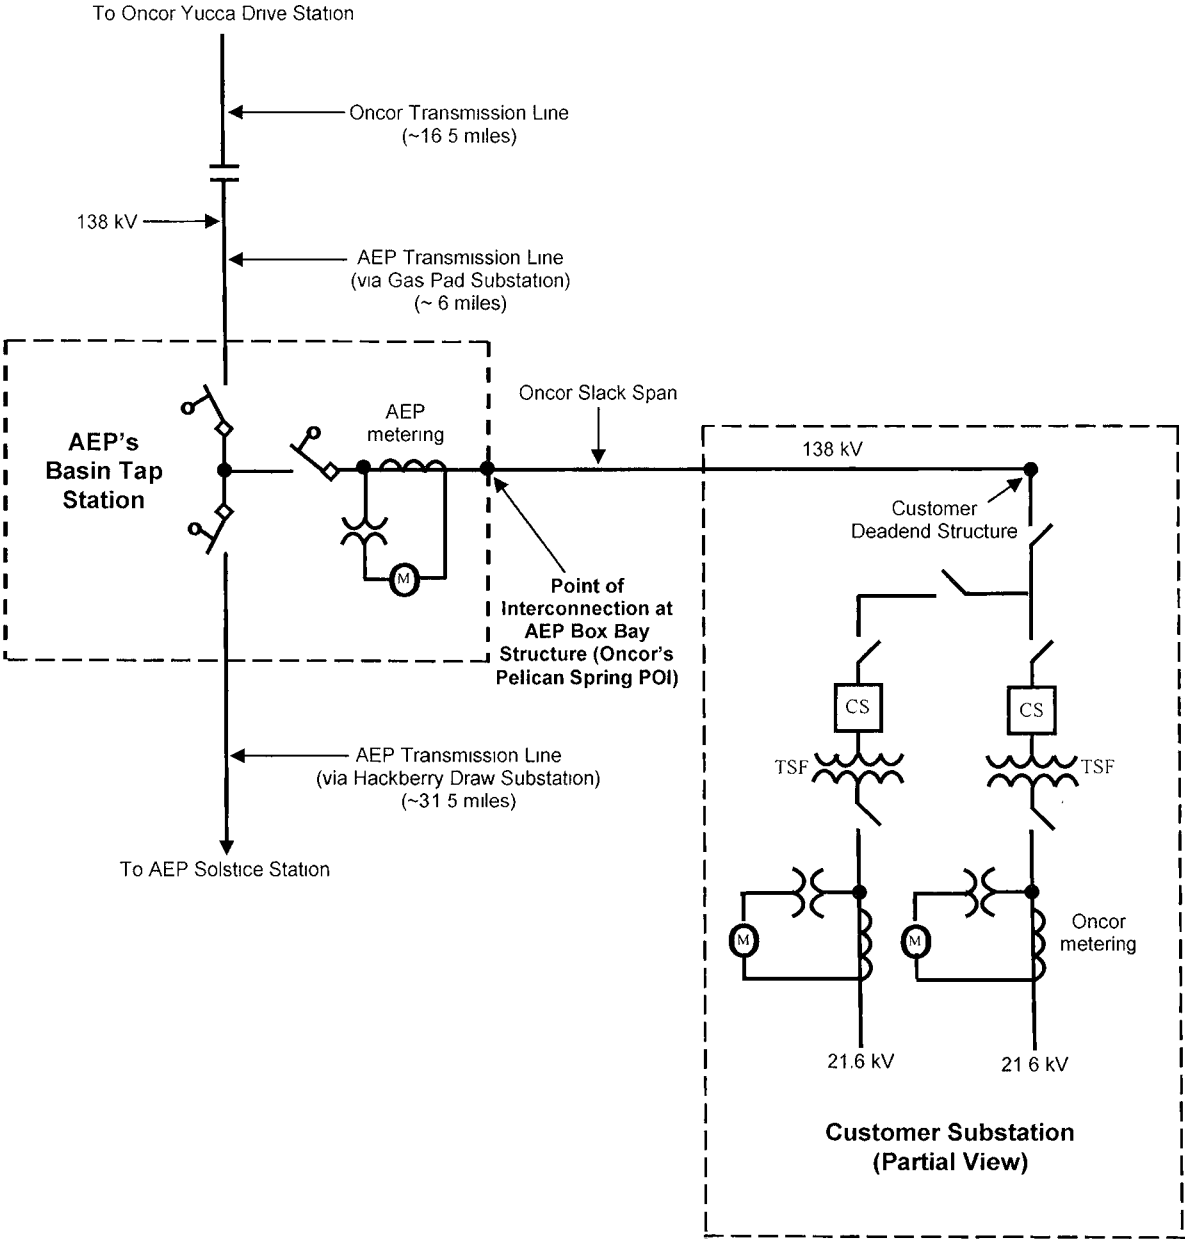 To Oncor Yucca Drive Station
Oncor Transmission Line
(~16 5 miles)
138 kV
AEP Transmission Line
(via Gas Pad Substation)
(~ 6 miles)
AEP's
Basin Tap
Station
AEP
metering
M
Oncor Slack Span
138 kV
Customer
Deadend Structure
Point of
Interconnection at
AEP Box Bay
Structure (Oncor's
Pelican Spring POI)
AEP Transmission Line
(via Hackberry Draw Substation)
(~31 5 miles)
To AEP Solstice Station
CS
CS
TSF
TSF
M
M
Oncor
metering
21.6 kV
21 6 kV
Customer Substation
(Partial View)